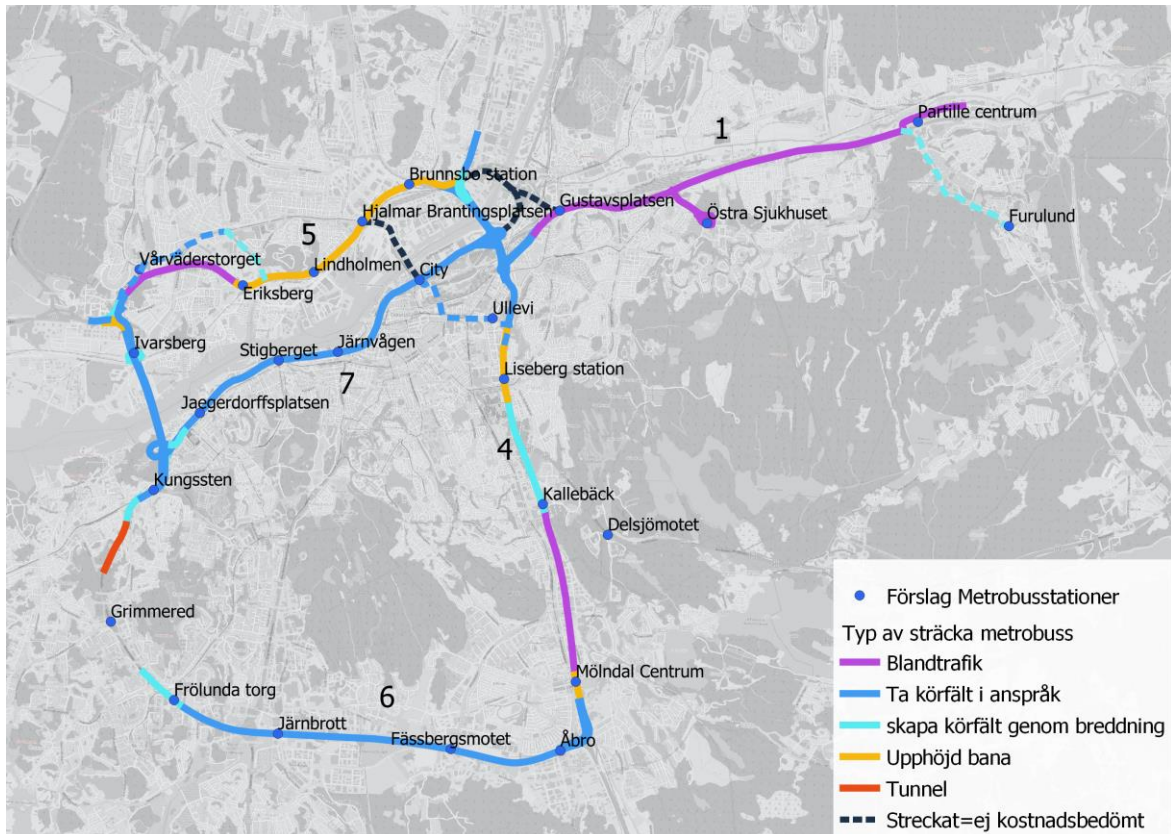 1
Partille centrum
Brunnsbo station
Gustavsplatsen
Hjalmar Brantingsplatsen
Östra Sjukhuset
Furulund
5
Vårväderstorget
Lindholmen
City
Eriksberg
Ullevi
Ivarsberg
Stigberget
Järnvågen
Liseberg station
7
Jaegerdorffsplatsen
4
Kungssten
Kallebäck
Delsjömotet
Grimmered
Mölndal Centrum
Frölunda torg
6
Järnbrott
Fässbergsmotet
Åbro
Förslag Metrobusstationer
Typ av sträcka metrobuss
Blandtrafik
Ta körfält i anspråk
skapa körfält genom breddning
Upphöjd bana
Tunnel
Streckat=ej kostnadsbedömt